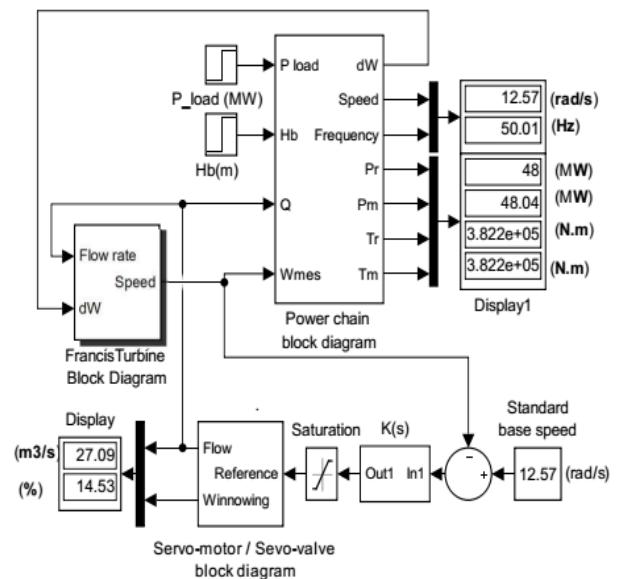 P load
dW
P_load (MW)
Speed
12.57
(rad/s)
Frequency
50.01
(Hz)
Hb
Hb(m)
Pr
48
(MW)
Q
Pm
48.04
(MW)
Flow rate
Tr
3.822e+05
(N.m)
Speed
Wmes
Tm
3.822e+05
(N.m)
dW
Display1
Power chain
block diagram
FrancisTurbine
Block Diagram
Display
Saturation
K(s)
Standard
base speed
(m3/s)
27.09
Flow
Reference
Out1
In1
−
+
12.57
(rad/s)
(%)
14.53
Winnowing
Servo-motor / Sevo-valve
block diagram